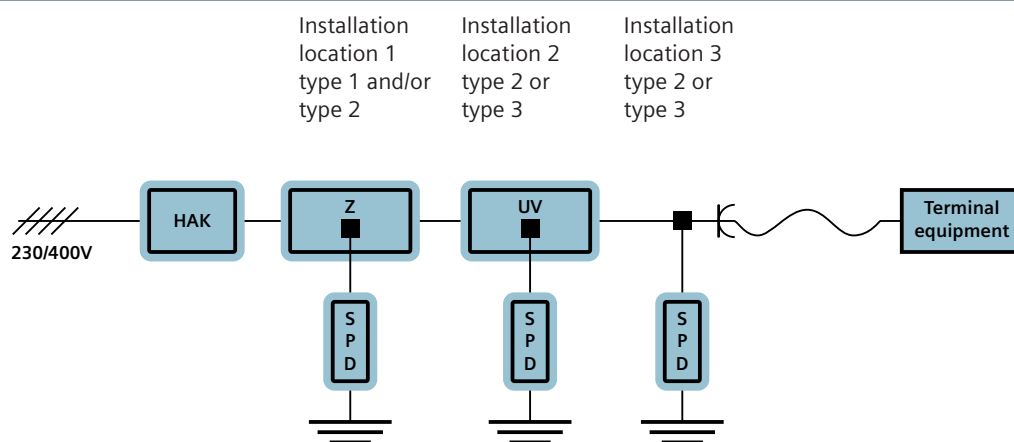 Installation
location 1
type 1 and/or
type 2
Installation
location 2
type 2 or
type 3
Installation
location 3
type 2 or
type 3
230/400V
HAK
Z
UV
Terminal
equipment
S
P
D
S
P
D
S
P
D